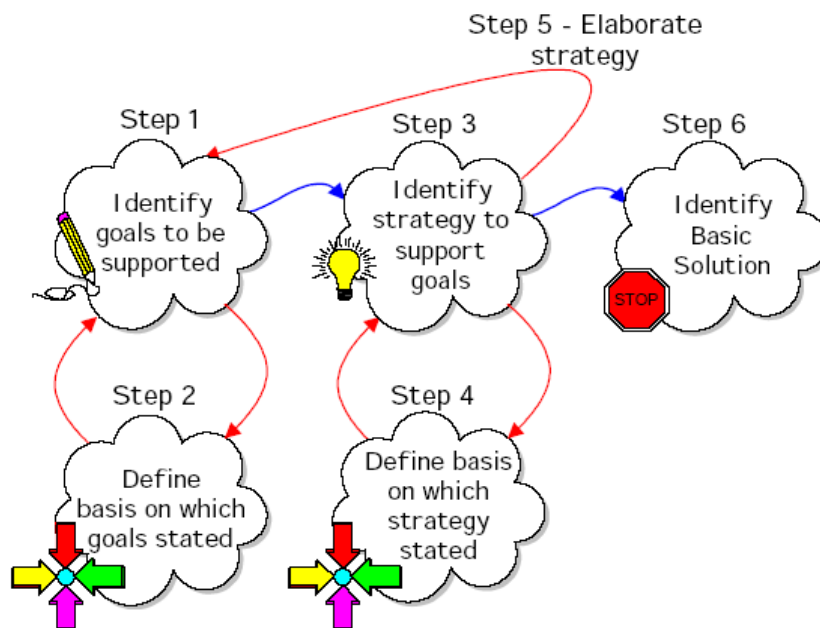 Step 5 - Elaborate
strategy
Step 1
Step 3
Step 6
Identify
goals to be
supported
Identify
strategy to
support
goals
Identify
Basic
Solution
STOP
Step 2
Step 4
Define
basis on which
goals stated
Define basis
on which
strategy
stated